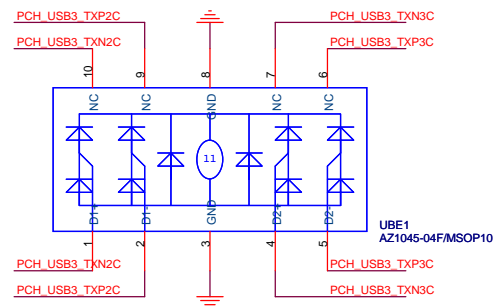 PCH_USB3_TXP2C
PCH_USB3_TXN3C
PCH_USB3_TXN2C
PCH_USB3_TXP3C
10
9
8
7
6
NC
NC
GND
NC
NC
11
D1+
D1-
GND
D2+
D2-
UBE1
AZ1045-04F/MSOP10
1
2
3
4
5
PCH_USB3_TXN2C
PCH_USB3_TXP3C
PCH_USB3_TXP2C
PCH_USB3_TXN3C